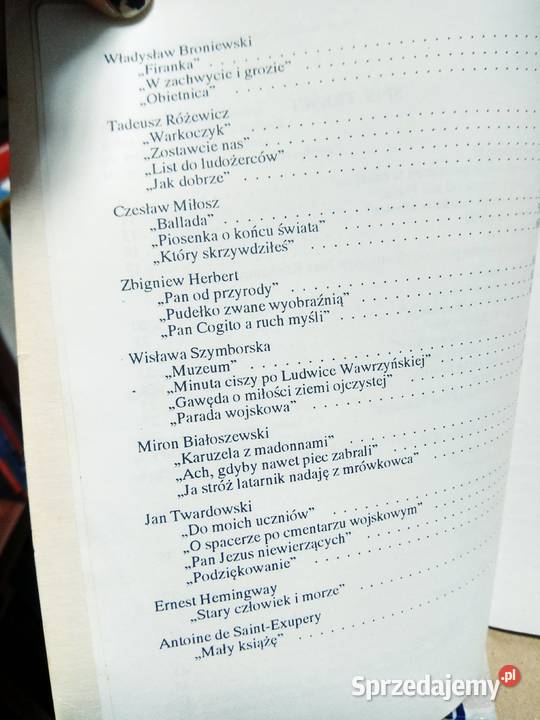 Władysław Broniewski
„Firanka”
„W zachwycie i grozie”
„Obietnica”
Tadeusz Różewicz
„Warkoczyk”
„Zostawcie nas”
„List do ludożerców”
„Jak dobrze”
Czesław Miłosz
„Ballada”
„Piosenka o końcu świata”
„Który skrzywdziłeś”
Zbigniew Herbert
„Pan od przyrody”
„Pudełko zwane wyobraźnią”
„Pan Cogito a ruch myśli”
Wisława Szymborska
„Muzeum”
„Minuta ciszy po Ludwice Wawrzyńskiej”
„Gawęda o miłości ziemi ojczystej”
„Parada wojskowa”
Miron Białoszewski
„Karuzela z madonnami”
„Ach, gdyby nawet piec zabrali”
„Ja stróż latarnik nadaję z mrówkowca”
Jan Twardowski
„Do moich uczniów”
„O spacerze po cmentarzu wojskowym”
„Pan Jezus niewierzących”
„Podziękowanie”
Ernest Hemingway
„Stary człowiek i morze”
Antoine de Saint-Exupery
„Mały książę”
Sprzedajemy.pl